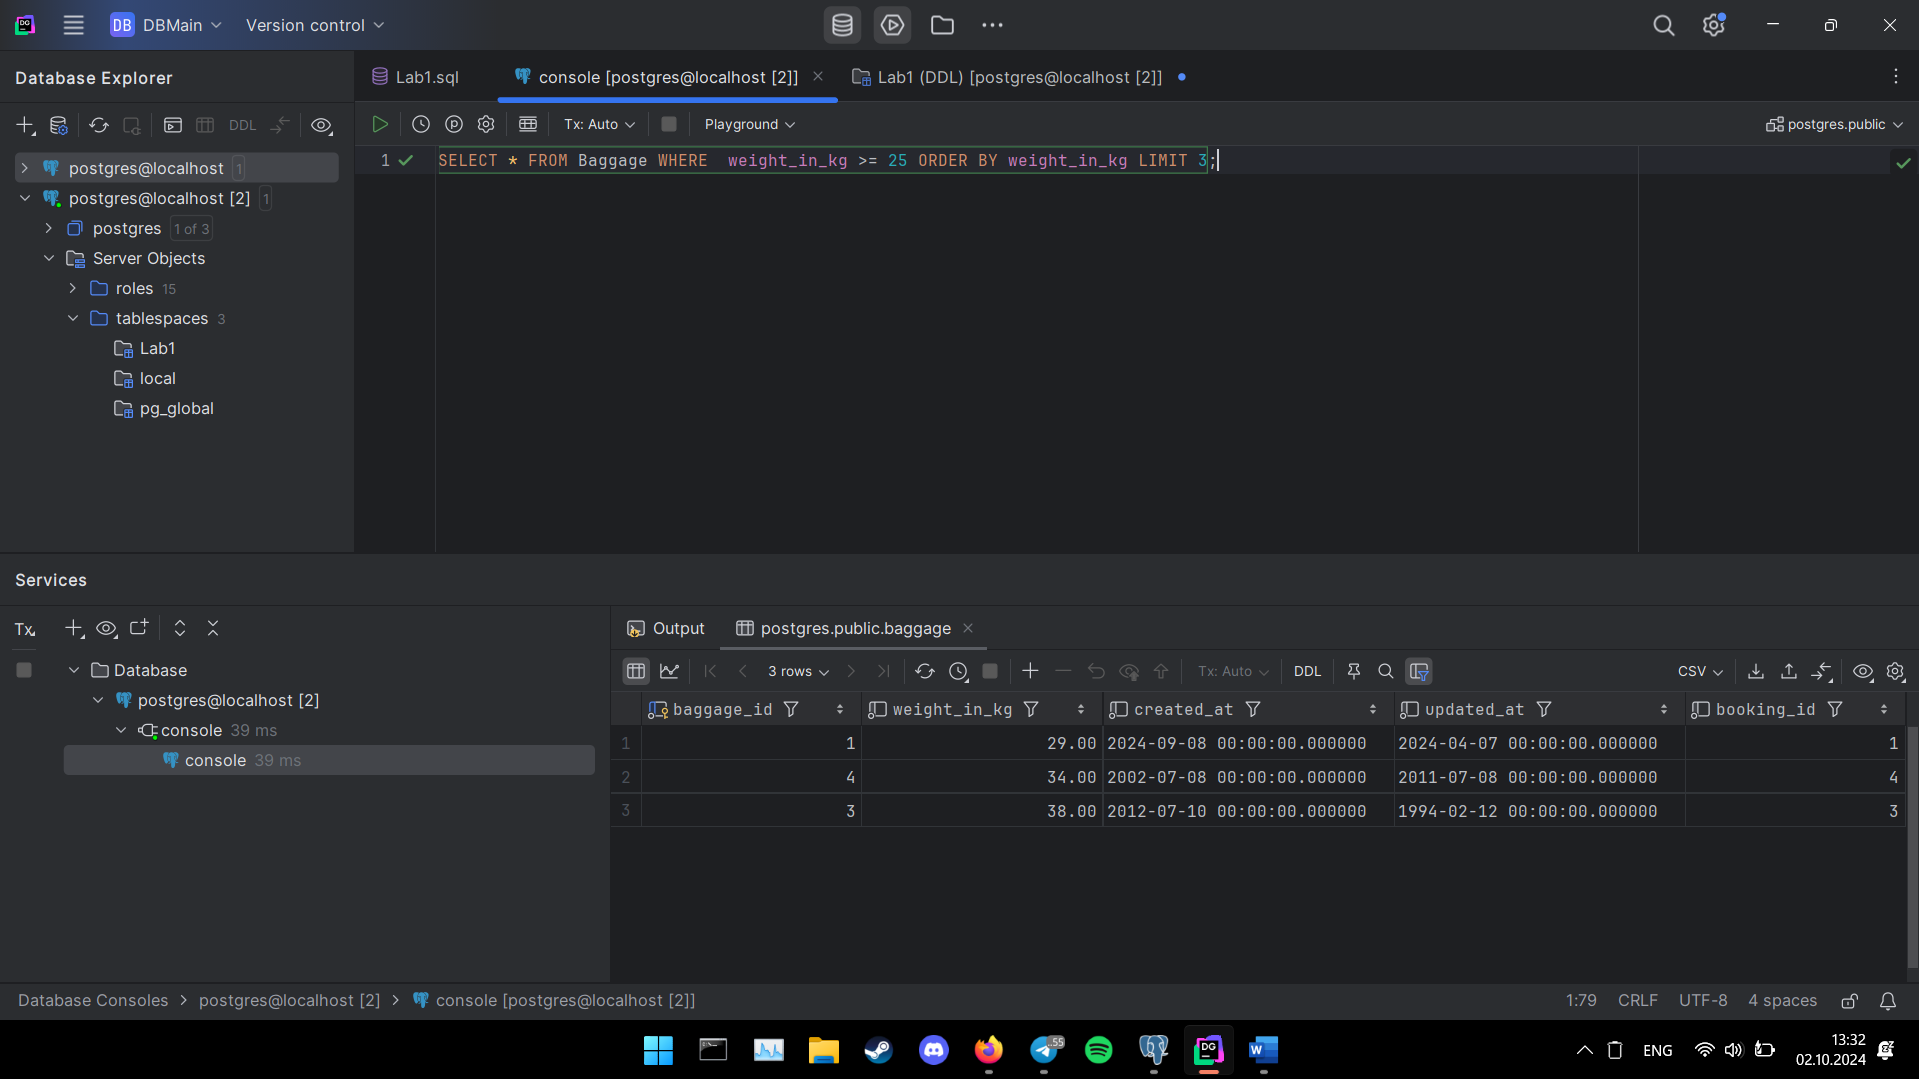 DB DBMain Version control
Database Explorer
Lab1.sql console [postgres@localhost [2]] Lab1 (DDL) [postgres@localhost [2]]
DDL
Tx: Auto Playground postgres.public
postgres@localhost 1
postgres@localhost [2] 1
postgres 1 of 3
Server Objects
roles 15
tablespaces 3
Lab1
local
pg_global
1 SELECT * FROM Baggage WHERE  weight_in_kg >= 25 ORDER BY weight_in_kg LIMIT 3;
Services
Tx
Database
postgres@localhost [2]
console 39 ms
console 39 ms
Output postgres.public.baggage
3 rows Tx: Auto DDL CSV
baggage_id weight_in_kg created_at updated_at booking_id
1 1 29.00 2024-09-08 00:00:00.000000 2024-04-07 00:00:00.000000 1
2 4 34.00 2002-07-08 00:00:00.000000 2011-07-08 00:00:00.000000 4
3 3 38.00 2012-07-10 00:00:00.000000 1994-02-12 00:00:00.000000 3
Database Consoles > postgres@localhost [2] > console [postgres@localhost [2]]
1:79 CRLF UTF-8 4 spaces
55
DG
W
ENG
13:32
02.10.2024